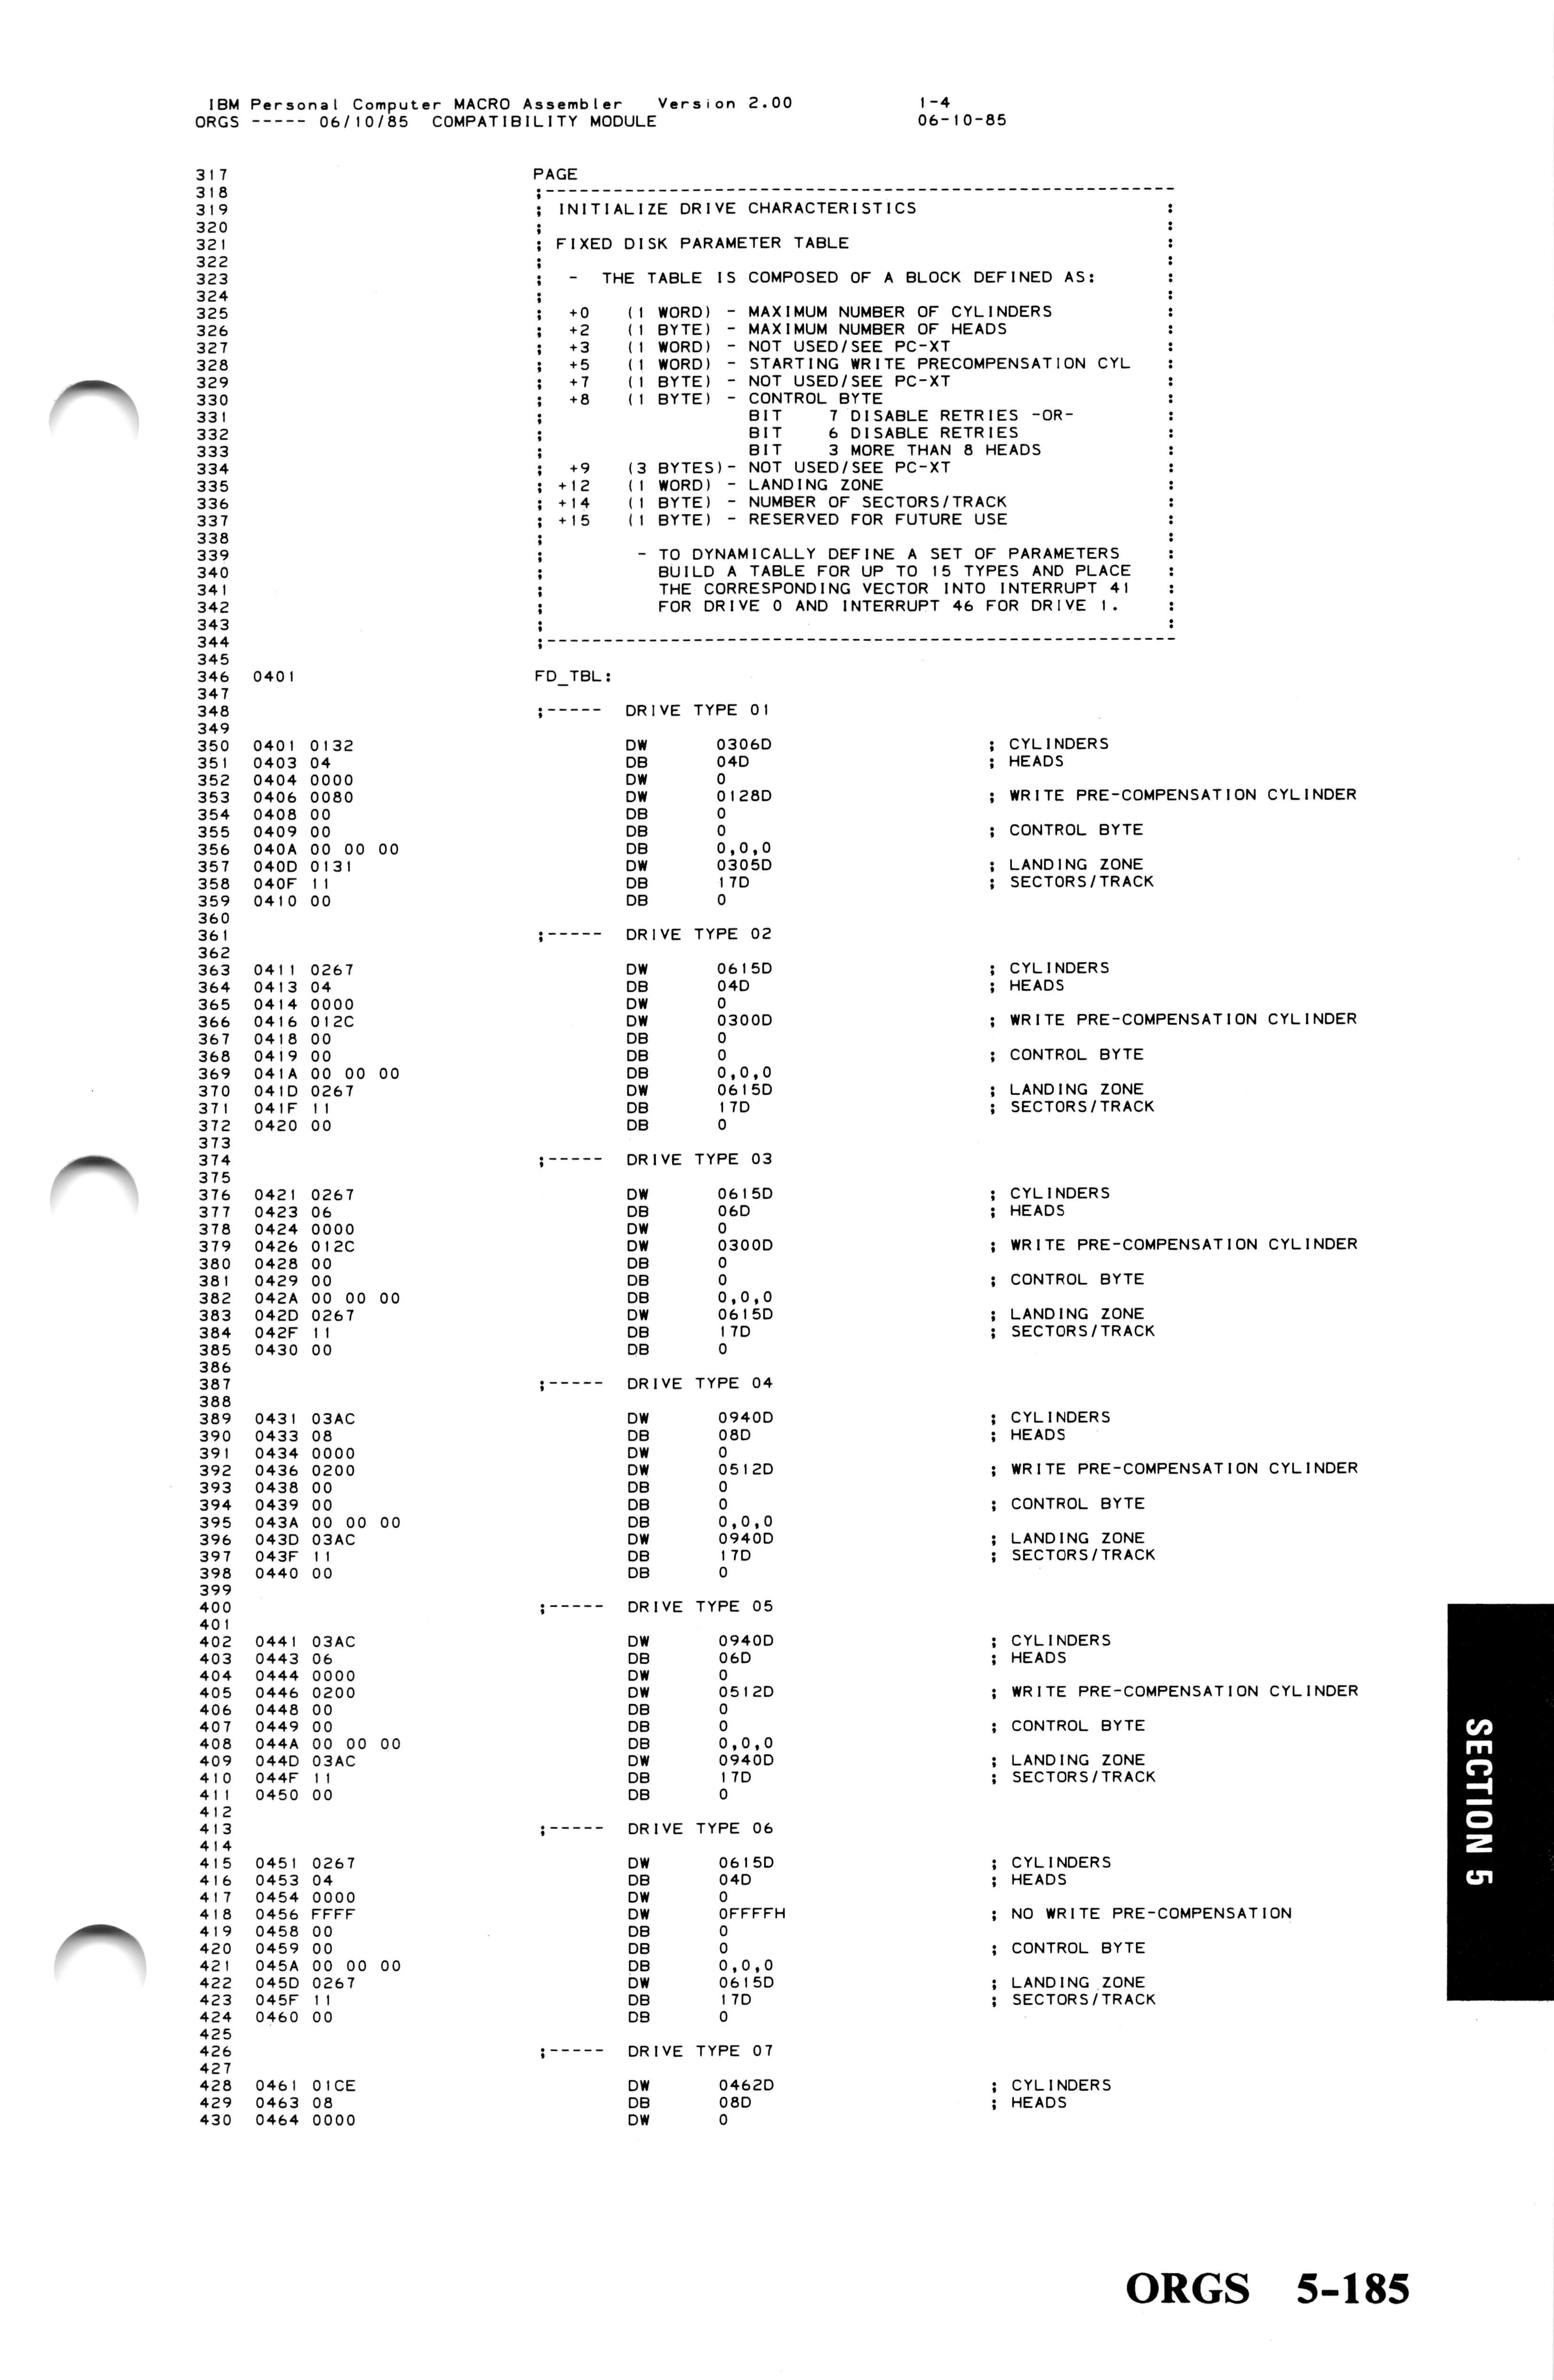 IBM Personal Computer MACRO Assembler   Version 2.00          1-4
ORGS ----- 06/10/85  COMPATIBILITY MODULE                     06-10-85
317                 PAGE
318                 ;--------------------------------------------------------
319                 ; INITIALIZE DRIVE CHARACTERISTICS                      :
320                 ;                                                       :
321                 ; FIXED DISK PARAMETER TABLE                            :
322                 ;                                                       :
323                 ;  -  THE TABLE IS COMPOSED OF A BLOCK DEFINED AS:      :
324                 ;                                                       :
325                 ;  +0   (1 WORD) - MAXIMUM NUMBER OF CYLINDERS          :
326                 ;  +2   (1 BYTE) - MAXIMUM NUMBER OF HEADS              :
327                 ;  +3   (1 WORD) - NOT USED/SEE PC-XT                   :
328                 ;  +5   (1 WORD) - STARTING WRITE PRECOMPENSATION CYL   :
329                 ;  +7   (1 BYTE) - NOT USED/SEE PC-XT                   :
330                 ;  +8   (1 BYTE) - CONTROL BYTE                         :
331                 ;                  BIT    7 DISABLE RETRIES -OR-        :
332                 ;                  BIT    6 DISABLE RETRIES             :
333                 ;                  BIT    3 MORE THAN 8 HEADS           :
334                 ;  +9   (3 BYTES)- NOT USED/SEE PC-XT                   :
335                 ; +12   (1 WORD) - LANDING ZONE                         :
336                 ; +14   (1 BYTE) - NUMBER OF SECTORS/TRACK              :
337                 ; +15   (1 BYTE) - RESERVED FOR FUTURE USE              :
338                 ;                                                       :
339                 ;        - TO DYNAMICALLY DEFINE A SET OF PARAMETERS    :
340                 ;          BUILD A TABLE FOR UP TO 15 TYPES AND PLACE   :
341                 ;          THE CORRESPONDING VECTOR INTO INTERRUPT 41   :
342                 ;          FOR DRIVE 0 AND INTERRUPT 46 FOR DRIVE 1.    :
343                 ;                                                       :
344                 ;--------------------------------------------------------
345
346  0401           FD_TBL:
347
348                 ;-----  DRIVE TYPE 01
349
350  0401 0132              DW      0306D        ; CYLINDERS
351  0403 04                DB      04D          ; HEADS
352  0404 0000              DW      0
353  0406 0080              DW      0128D        ; WRITE PRE-COMPENSATION CYLINDER
354  0408 00                DB      0
355  0409 00                DB      0            ; CONTROL BYTE
356  040A 00 00 00          DB      0,0,0
357  040D 0131              DW      0305D        ; LANDING ZONE
358  040F 11                DB      17D          ; SECTORS/TRACK
359  0410 00                DB      0
360
361                 ;-----  DRIVE TYPE 02
362
363  0411 0267              DW      0615D        ; CYLINDERS
364  0413 04                DB      04D          ; HEADS
365  0414 0000              DW      0
366  0416 012C              DW      0300D        ; WRITE PRE-COMPENSATION CYLINDER
367  0418 00                DB      0
368  0419 00                DB      0            ; CONTROL BYTE
369  041A 00 00 00          DB      0,0,0
370  041D 0267              DW      0615D        ; LANDING ZONE
371  041F 11                DB      17D          ; SECTORS/TRACK
372  0420 00                DB      0
373
374                 ;-----  DRIVE TYPE 03
375
376  0421 0267              DW      0615D        ; CYLINDERS
377  0423 06                DB      06D          ; HEADS
378  0424 0000              DW      0
379  0426 012C              DW      0300D        ; WRITE PRE-COMPENSATION CYLINDER
380  0428 00                DB      0
381  0429 00                DB      0            ; CONTROL BYTE
382  042A 00 00 00          DB      0,0,0
383  042D 0267              DW      0615D        ; LANDING ZONE
384  042F 11                DB      17D          ; SECTORS/TRACK
385  0430 00                DB      0
386
387                 ;-----  DRIVE TYPE 04
388
389  0431 03AC              DW      0940D        ; CYLINDERS
390  0433 08                DB      08D          ; HEADS
391  0434 0000              DW      0
392  0436 0200              DW      0512D        ; WRITE PRE-COMPENSATION CYLINDER
393  0438 00                DB      0
394  0439 00                DB      0            ; CONTROL BYTE
395  043A 00 00 00          DB      0,0,0
396  043D 03AC              DW      0940D        ; LANDING ZONE
397  043F 11                DB      17D          ; SECTORS/TRACK
398  0440 00                DB      0
399
400                 ;-----  DRIVE TYPE 05
401
402  0441 03AC              DW      0940D        ; CYLINDERS
403  0443 06                DB      06D          ; HEADS
404  0444 0000              DW      0
405  0446 0200              DW      0512D        ; WRITE PRE-COMPENSATION CYLINDER
406  0448 00                DB      0
407  0449 00                DB      0            ; CONTROL BYTE
408  044A 00 00 00          DB      0,0,0
409  044D 03AC              DW      0940D        ; LANDING ZONE
410  044F 11                DB      17D          ; SECTORS/TRACK
411  0450 00                DB      0
412
413                 ;-----  DRIVE TYPE 06
414
415  0451 0267              DW      0615D        ; CYLINDERS
416  0453 04                DB      04D          ; HEADS
417  0454 0000              DW      0
418  0456 FFFF              DW      0FFFFH       ; NO WRITE PRE-COMPENSATION
419  0458 00                DB      0
420  0459 00                DB      0            ; CONTROL BYTE
421  045A 00 00 00          DB      0,0,0
422  045D 0267              DW      0615D        ; LANDING ZONE
423  045F 11                DB      17D          ; SECTORS/TRACK
424  0460 00                DB      0
425
426                 ;-----  DRIVE TYPE 07
427
428  0461 01CE              DW      0462D        ; CYLINDERS
429  0463 08                DB      08D          ; HEADS
430  0464 0000              DW      0
SECTION 5
ORGS 5-185